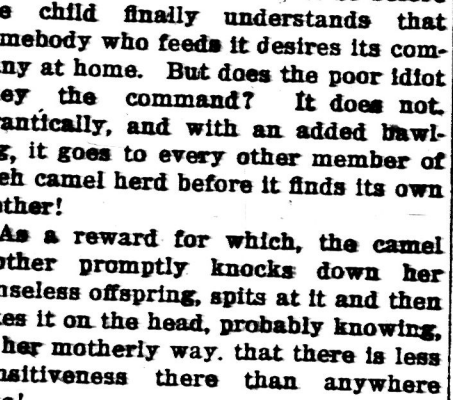 e child finally understands that
mebody who feeds it desires its com-
ny at home. But does the poor idiot
ey the command? It does not.
antically, and with an added bawl-
g, it goes to every other member of
eh camel herd before it finds its own
other!
As a reward for which, the camel
other promptly knocks down her
nseless offspring, spits at it and then
es it on the head, probably knowing,
her motherly way. that there is less
nsitiveness there than anywhere